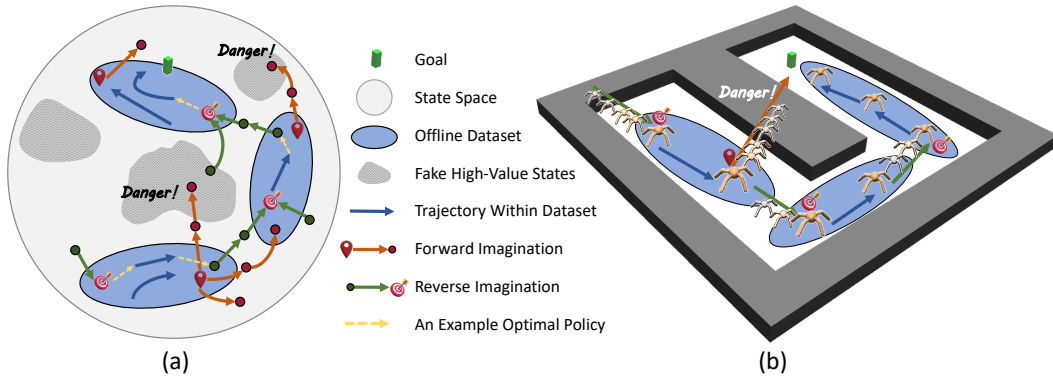 Danger!
Danger!
(a)
Goal
State Space
Offline Dataset
Fake High-Value States
Trajectory Within Dataset
Forward Imagination
Reverse Imagination
An Example Optimal Policy
Danger!
(b)